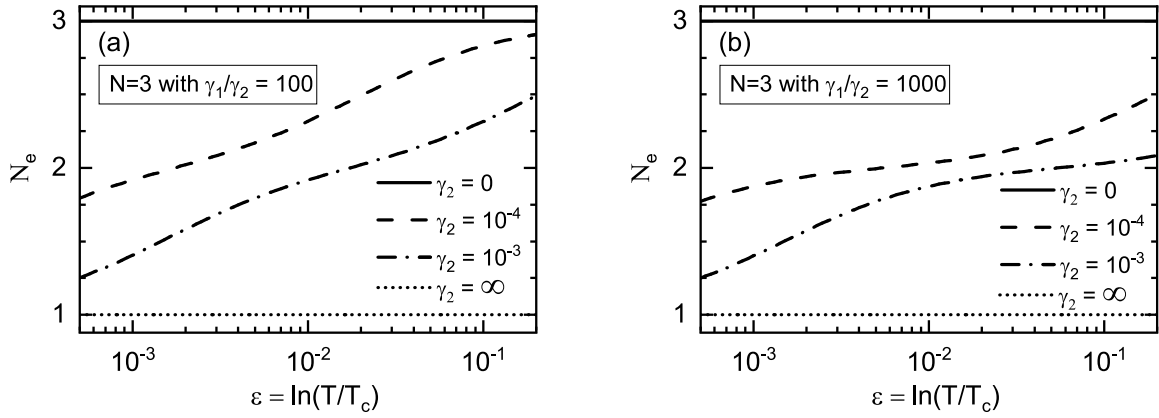 3
2
1
Nₑ
(a)
N=3 with γ₁/γ₂ = 100
γ₂ = 0
γ₂ = 10⁻⁴
γ₂ = 10⁻³
γ₂ = ∞
10⁻³ 10⁻² 10⁻¹
ε = ln(T/T_c)
3
2
1
Nₑ
(b)
N=3 with γ₁/γ₂ = 1000
γ₂ = 0
γ₂ = 10⁻⁴
γ₂ = 10⁻³
γ₂ = ∞
10⁻³ 10⁻² 10⁻¹
ε = ln(T/T_c)